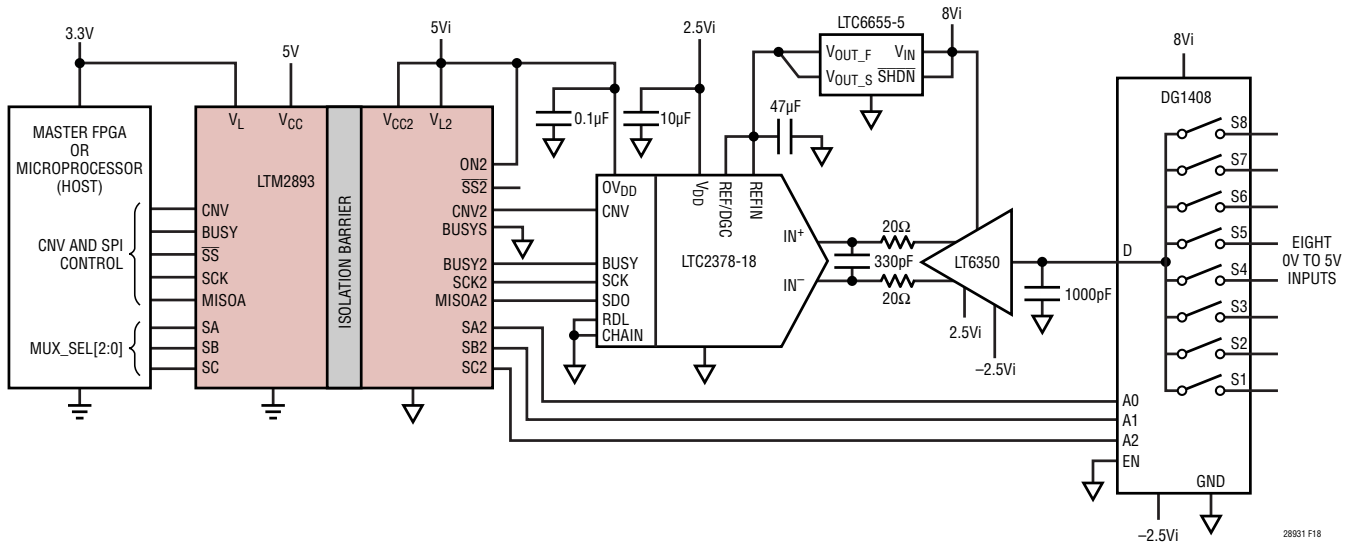 3.3V
5V
5Vi
2.5Vi
LTC6655-5
8Vi
8Vi
VOUT_F
VIN
VOUT_S
SHDN
DG1408
MASTER FPGA
OR
MICROPROCESSOR
(HOST)
CNV AND SPI
CONTROL
MUX_SEL[2:0]
VL
VCC
LTM2893
CNV
BUSY
SS
SCK
MISOA
SA
SB
SC
ISOLATION BARRIER
VCC2
VL2
ON2
SS2
CNV2
BUSYS
BUSY2
SCK2
MISOA2
SA2
SB2
SC2
0.1µF
10µF
47µF
OVDD
VDD
REF/DGC
REFIN
CNV
BUSY
SCK
SDO
RDL
CHAIN
LTC2378-18
IN+
IN–
20Ω
330pF
20Ω
LT6350
2.5Vi
–2.5Vi
1000pF
D
S8
S7
S6
S5
S4
S3
S2
S1
EIGHT
0V TO 5V
INPUTS
A0
A1
A2
EN
GND
–2.5Vi
28931 F18